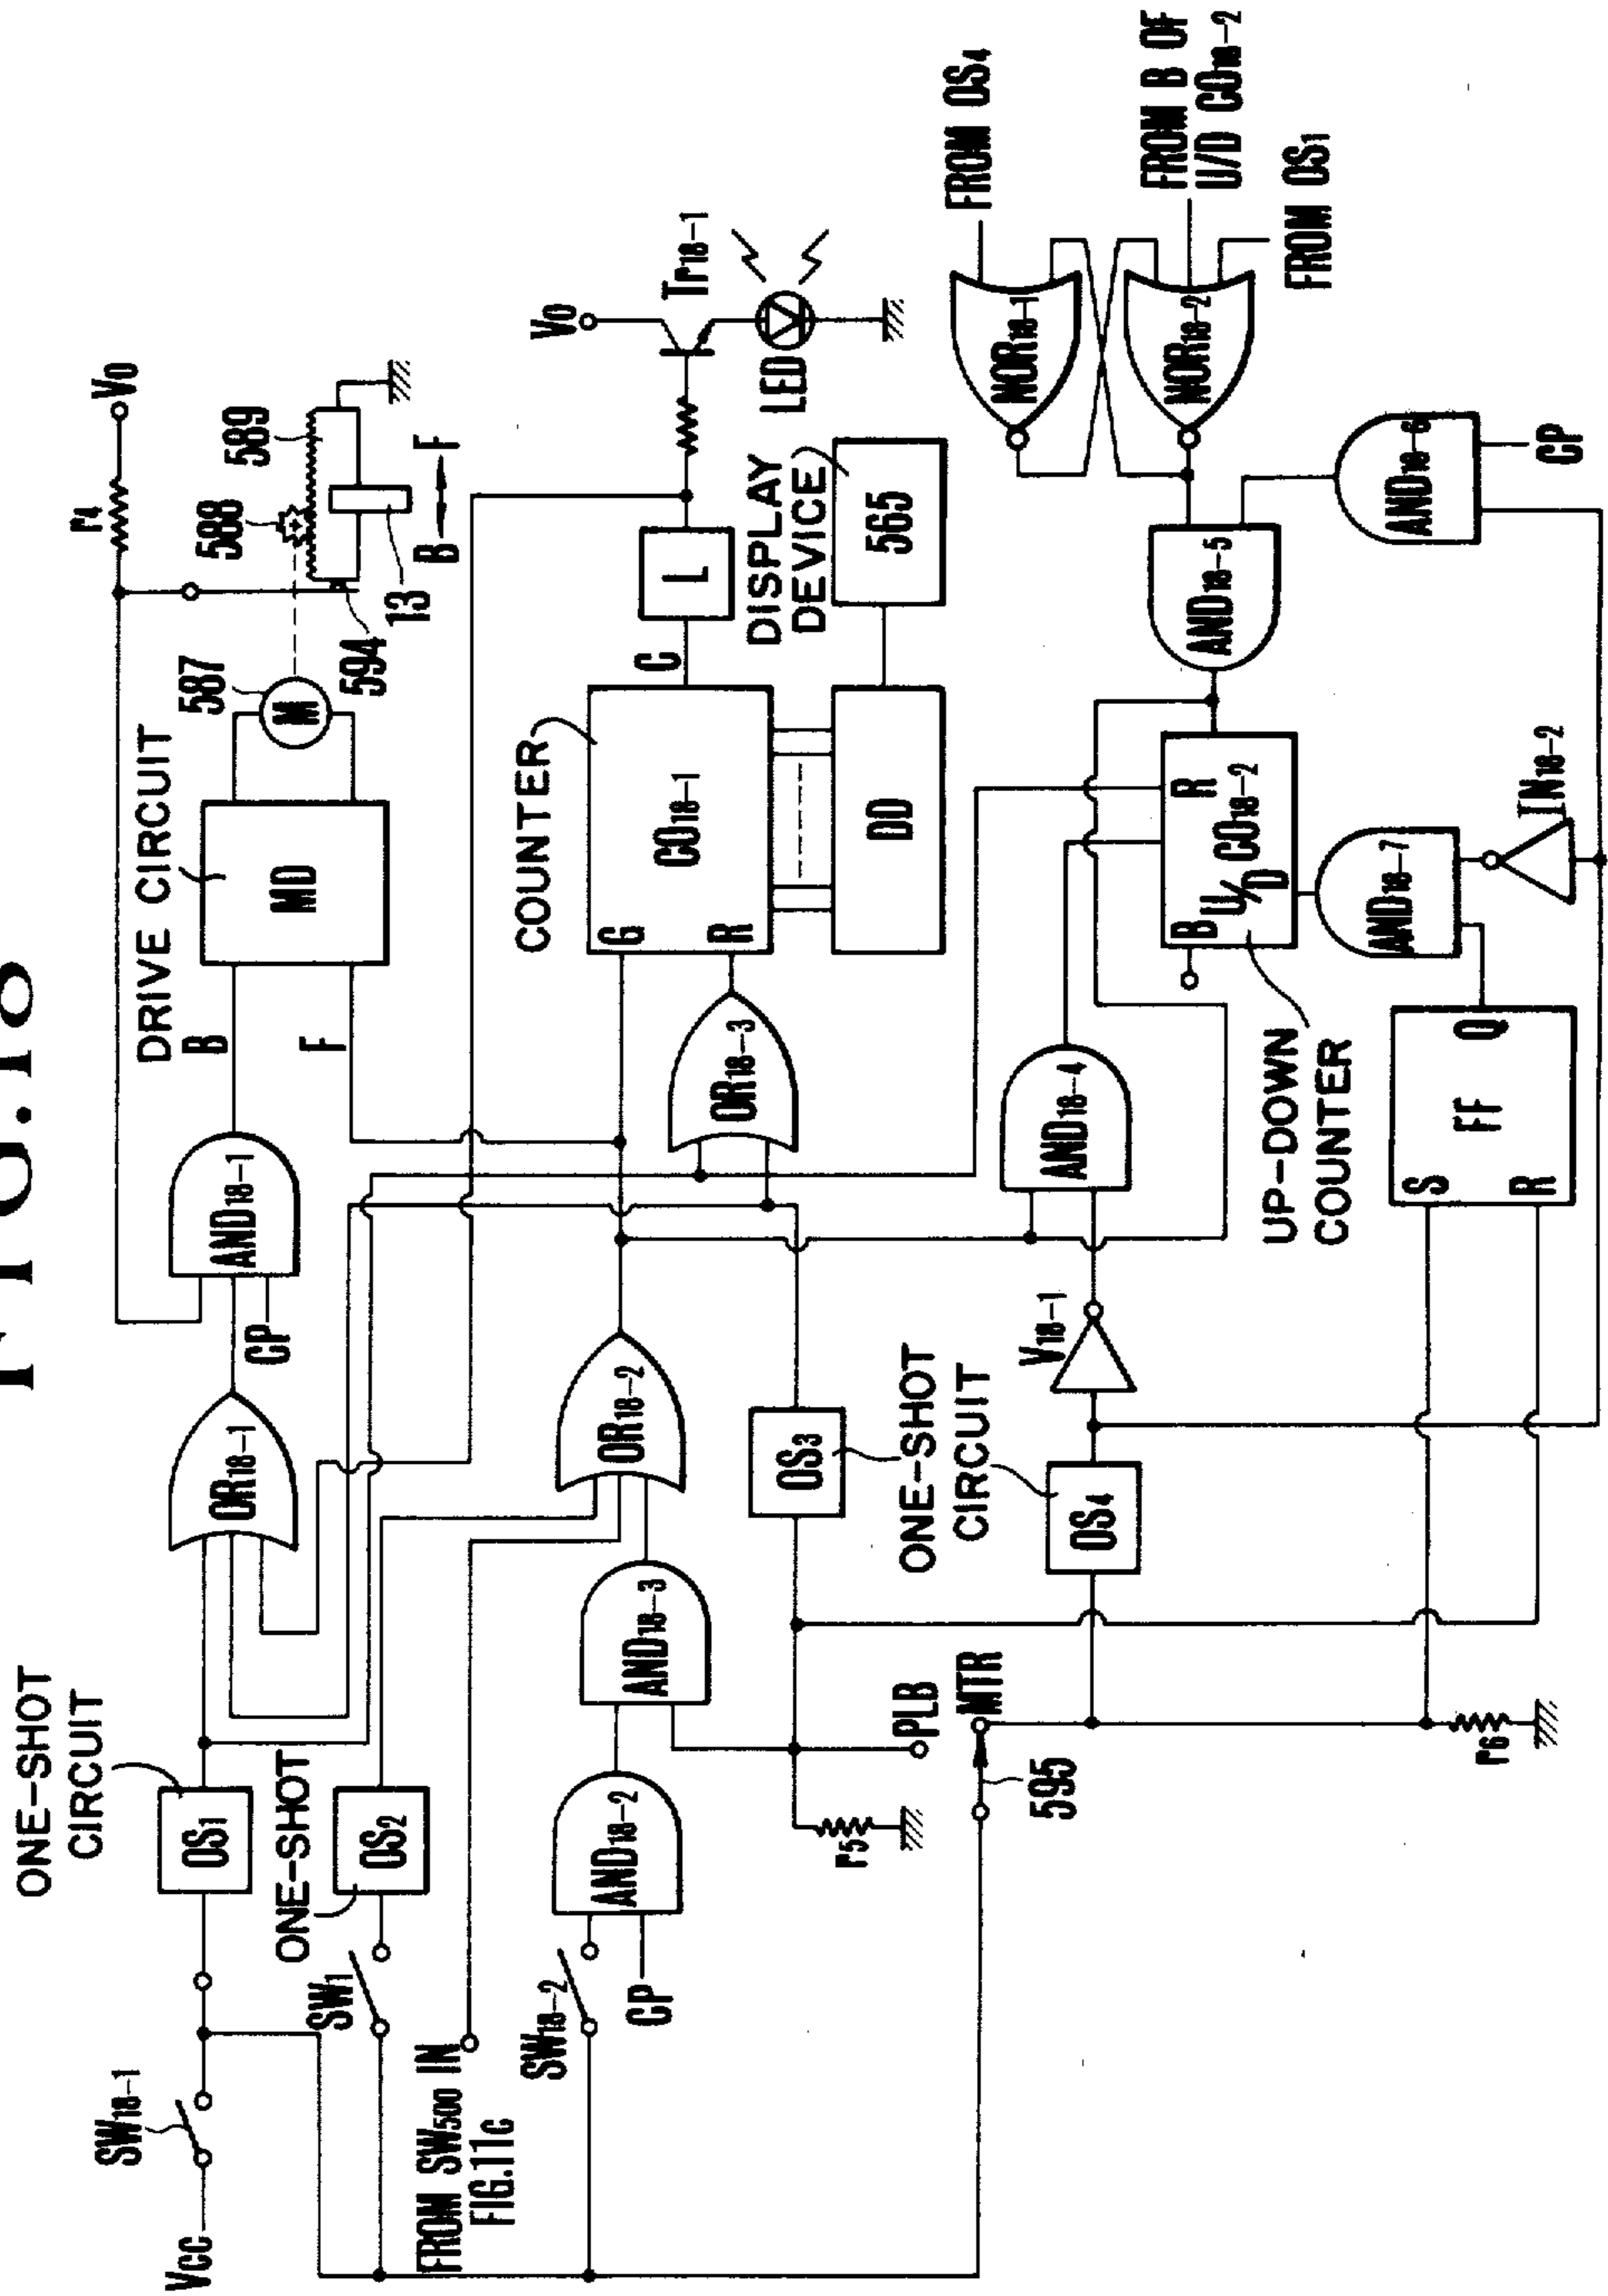 FIG.18
ONE-SHOT
CIRCUIT
SW18-1
VCC
OS1
OR18-1
CP
AND18-1
B
F
DRIVE CIRCUIT
MD
587
M
594
588
589
13
B F
r4
V0
ONE-SHOT
SW1
OS2
FROM SW500 IN
FIG.11c
SW18-2
CP
AND18-2
AND18-3
OR18-2
OR18-3
COUNTER
G
R
CO18-1
C
L
DD
DISPLAY
DEVICE
565
V0
Tr18-1
LED
r5
PLB
OS3
ONE-SHOT
CIRCUIT
595
MTR
OS4
V18-1
AND18-4
UP-DOWN
COUNTER
B
U/D
R
CO18-2
AND18-5
NOR18-1
NOR18-2
FROM OS4
FROM B OF
U/D CO18-2
FROM OS1
r6
S
R
FF
Q
AND18-7
IN18-2
AND18-6
CP